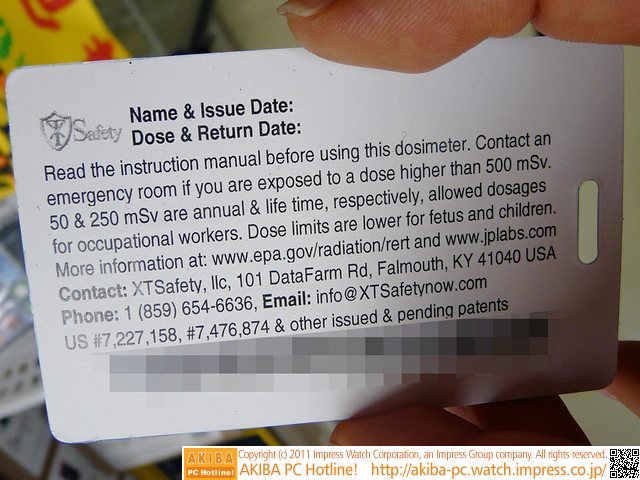 XTSafety
Name & Issue Date:
Dose & Return Date:
Read the instruction manual before using this dosimeter. Contact an
emergency room if you are exposed to a dose higher than 500 mSv.
50 & 250 mSv are annual & life time, respectively, allowed dosages
for occupational workers. Dose limits are lower for fetus and children.
More information at: www.epa.gov/radiation/rert and www.jplabs.com
Contact: XTSafety, llc, 101 DataFarm Rd, Falmouth, KY 41040 USA
Phone: 1 (859) 654-6636, Email: info@XTSafetynow.com
US #7,227,158, #7,476,874 & other issued & pending patents
AKIBA
PC Hotline!
Copyright (c) 2011 Impress Watch Corporation, an Impress Group company. All rights reserved.
AKIBA PC Hotline! http://akiba-pc.watch.impress.co.jp/